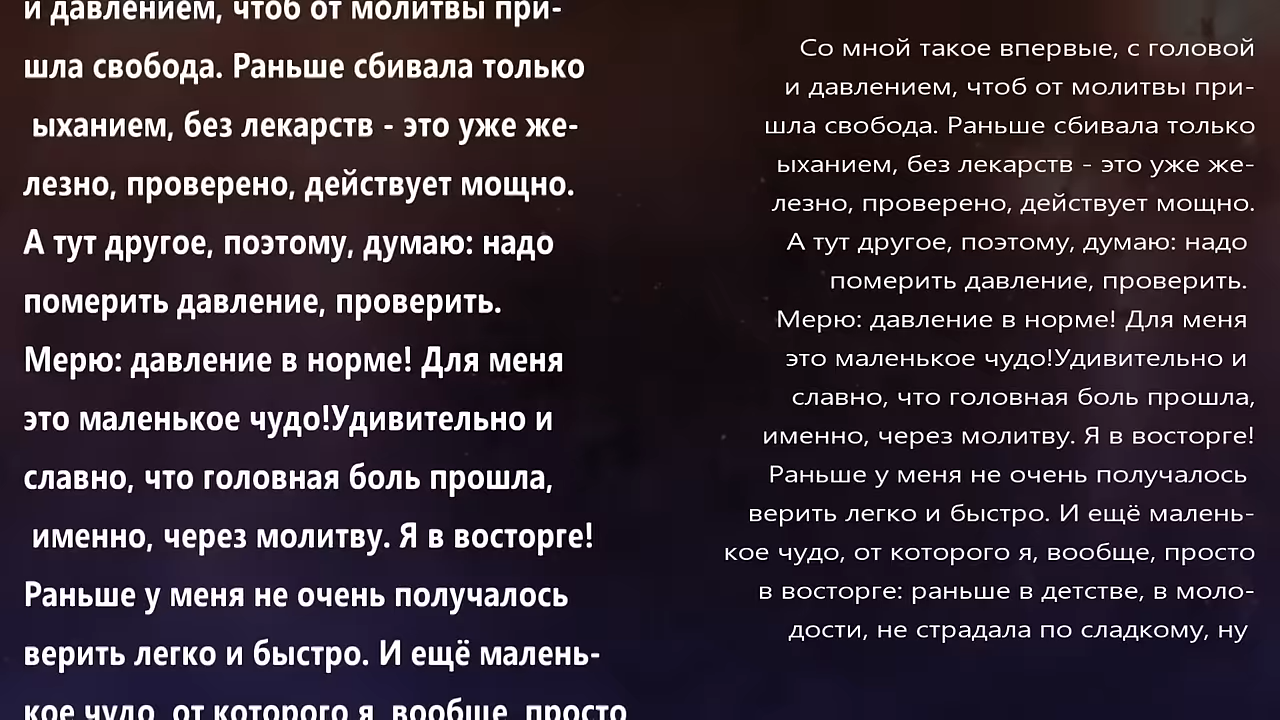 и давлением, чтоб от молитвы при-
шла свобода. Раньше сбивала только
ыханием, без лекарств - это уже же-
лезно, проверено, действует мощно.
А тут другое, поэтому, думаю: надо
померить давление, проверить.
Мерю: давление в норме! Для меня
это маленькое чудо!Удивительно и
славно, что головная боль прошла,
именно, через молитву. Я в восторге!
Раньше у меня не очень получалось
верить легко и быстро. И ещё малень-
кое чудо, от которого я, вообще, просто
Со мной такое впервые, с головой
и давлением, чтоб от молитвы при-
шла свобода. Раньше сбивала только
ыханием, без лекарств - это уже же-
лезно, проверено, действует мощно.
А тут другое, поэтому, думаю: надо
померить давление, проверить.
Мерю: давление в норме! Для меня
это маленькое чудо!Удивительно и
славно, что головная боль прошла,
именно, через молитву. Я в восторге!
Раньше у меня не очень получалось
верить легко и быстро. И ещё малень-
кое чудо, от которого я, вообще, просто
в восторге: раньше в детстве, в моло-
дости, не страдала по сладкому, ну